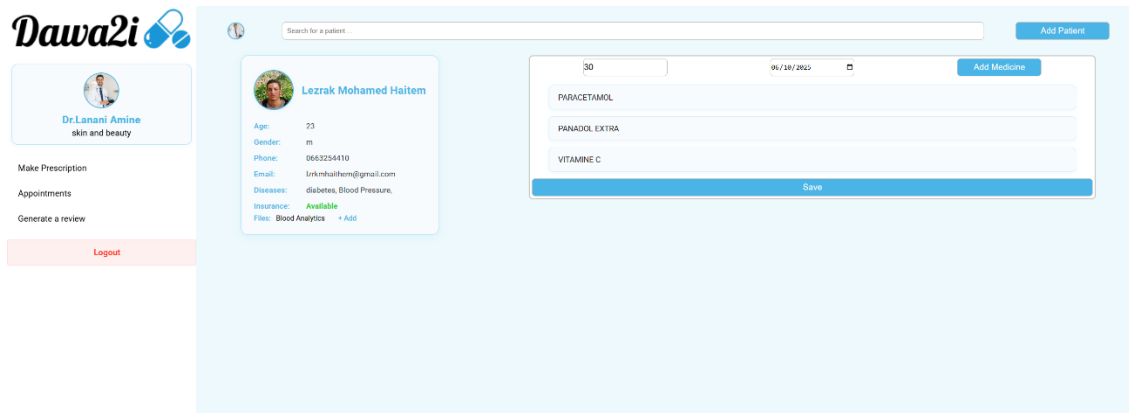 Dawa2i
Dr.Lanani Amine
skin and beauty
Make Prescription
Appointments
Generate a review
Logout
Search for a patient ...
Add Patient
Lezrak Mohamed Haitem
Age: 23
Gender: m
Phone: 0663254410
Email: lzrkmhaithem@gmail.com
Diseases: diabetes, Blood Pressure,
Insurance: Available
Files: Blood Analytics + Add
30
06/10/2025
Add Medicine
PARACETAMOL
PANADOL EXTRA
VITAMINE C
Save